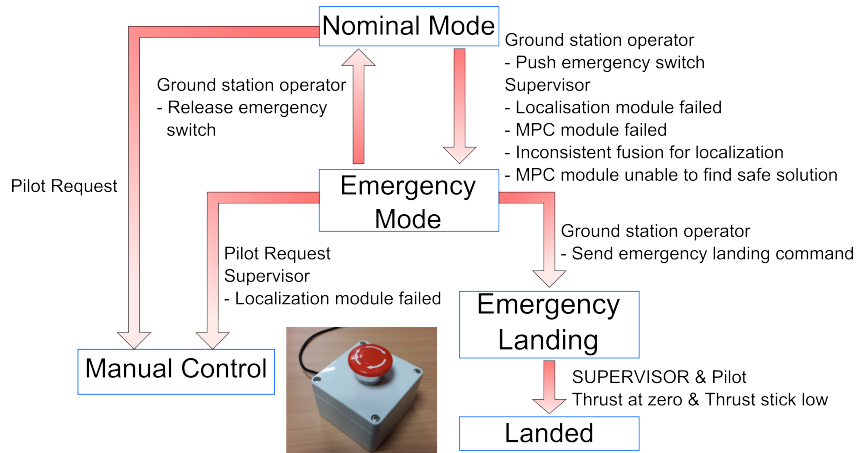 Nominal Mode
Ground station operator
- Push emergency switch
Supervisor
- Localisation module failed
- MPC module failed
- Inconsistent fusion for localization
- MPC module unable to find safe solution
Ground station operator
- Release emergency
switch
Pilot Request
Emergency
Mode
Ground station operator
- Send emergency landing command
Pilot Request
Supervisor
- Localization module failed
Emergency
Landing
Manual Control
SUPERVISOR & Pilot
Thrust at zero & Thrust stick low
Landed